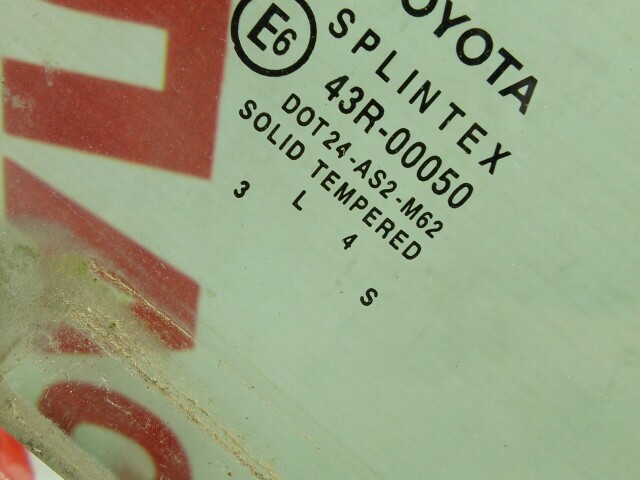 TOYOTA
E6
SPLINTEX
43R-00050
DOT24-AS2-M62
SOLID TEMPERED
3 L 4 S